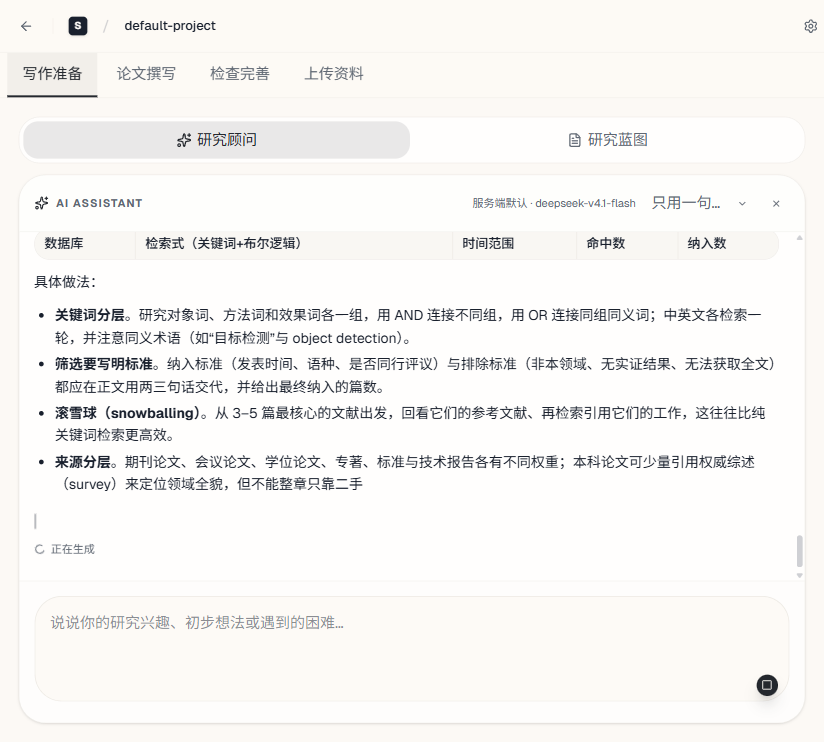 S / default-project
写作准备 论文撰写 检查完善 上传资料
研究顾问 研究蓝图
AI ASSISTANT 服务端默认 · deepseek-v4.1-flash 只用一句...
数据库 检索式（关键词+布尔逻辑） 时间范围 命中数 纳入数
具体做法：
• 关键词分层。研究对象词、方法词和效果词各一组，用 AND 连接不同组，用 OR 连接同组同义词；中英文各检索一
轮，并注意同义术语（如“目标检测”与 object detection）。
• 筛选要写明标准。纳入标准（发表时间、语种、是否同行评议）与排除标准（非本领域、无实证结果、无法获取全文）
都应在正文用两三句话交代，并给出最终纳入的篇数。
• 滚雪球（snowballing）。从 3–5 篇最核心的文献出发，回看它们的参考文献、再检索引用它们的工作，这往往比纯
关键词检索更高效。
• 来源分层。期刊论文、会议论文、学位论文、专著、标准与技术报告各有不同权重；本科论文可少量引用权威综述
（survey）来定位领域全貌，但不能整章只靠二手
正在生成
说说你的研究兴趣、初步想法或遇到的困难...